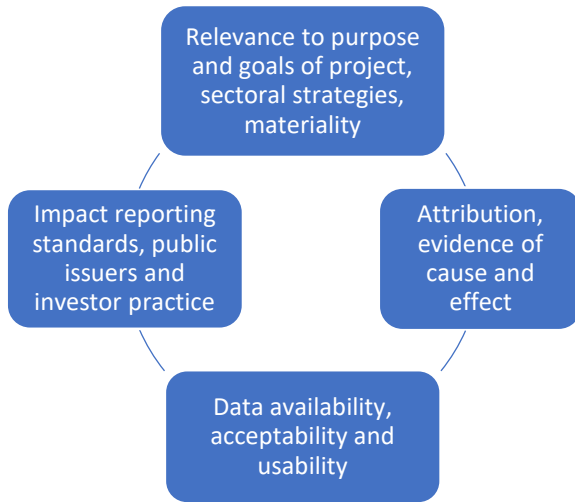 Relevance to purpose
and goals of project,
sectoral strategies,
materiality
Impact reporting
standards, public
issuers and
investor practice
Attribution,
evidence of
cause and
effect
Data availability,
acceptability and
usability